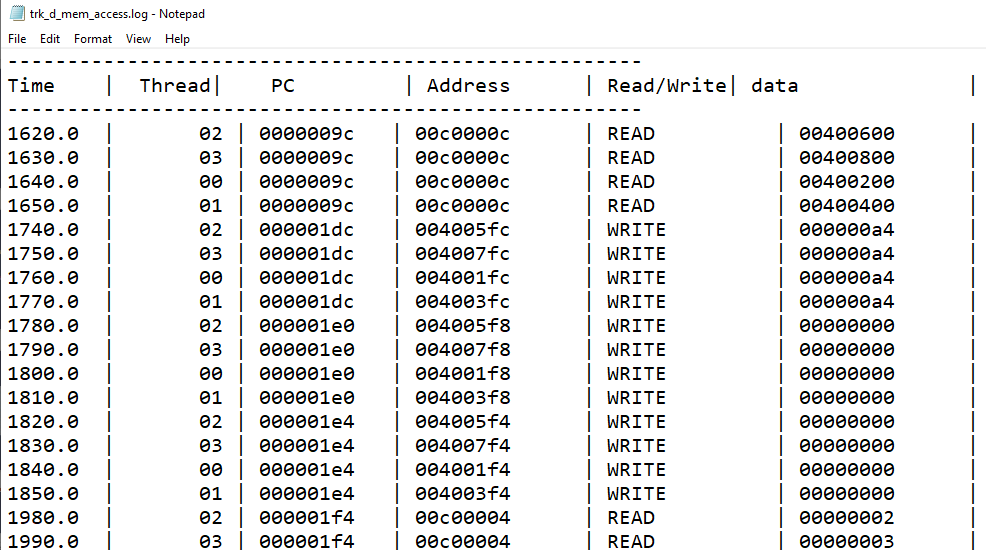 trk_d_mem_access.log - Notepad
File Edit Format View Help
-----------------------------------------------------
Time | Thread| PC | Address | Read/Write| data |
-----------------------------------------------------
1620.0 | 02 | 0000009c | 00c0000c | READ | 00400600 |
1630.0 | 03 | 0000009c | 00c0000c | READ | 00400800 |
1640.0 | 00 | 0000009c | 00c0000c | READ | 00400200 |
1650.0 | 01 | 0000009c | 00c0000c | READ | 00400400 |
1740.0 | 02 | 000001dc | 004005fc | WRITE | 000000a4 |
1750.0 | 03 | 000001dc | 004007fc | WRITE | 000000a4 |
1760.0 | 00 | 000001dc | 004001fc | WRITE | 000000a4 |
1770.0 | 01 | 000001dc | 004003fc | WRITE | 000000a4 |
1780.0 | 02 | 000001e0 | 004005f8 | WRITE | 00000000 |
1790.0 | 03 | 000001e0 | 004007f8 | WRITE | 00000000 |
1800.0 | 00 | 000001e0 | 004001f8 | WRITE | 00000000 |
1810.0 | 01 | 000001e0 | 004003f8 | WRITE | 00000000 |
1820.0 | 02 | 000001e4 | 004005f4 | WRITE | 00000000 |
1830.0 | 03 | 000001e4 | 004007f4 | WRITE | 00000000 |
1840.0 | 00 | 000001e4 | 004001f4 | WRITE | 00000000 |
1850.0 | 01 | 000001e4 | 004003f4 | WRITE | 00000000 |
1980.0 | 02 | 000001f4 | 00c00004 | READ | 00000002 |
1990.0 | 03 | 000001f4 | 00c00004 | READ | 00000003 |